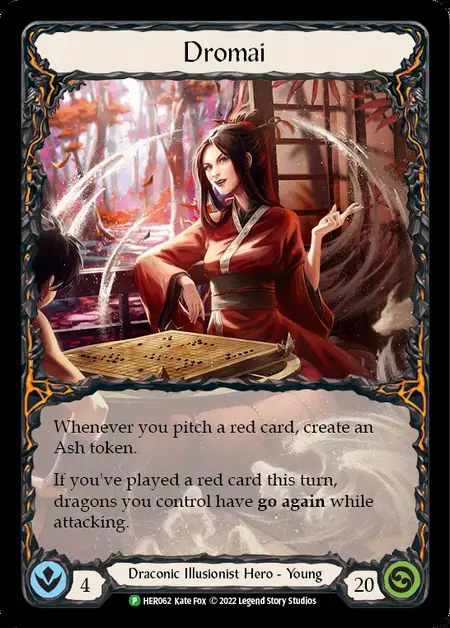 Dromai
Whenever you pitch a red card, create an
Ash token.
If you've played a red card this turn,
dragons you control have go again while
attacking.
4
Draconic Illusionist Hero - Young
20
P HER062 Kate Fox © 2022 Legend Story Studios